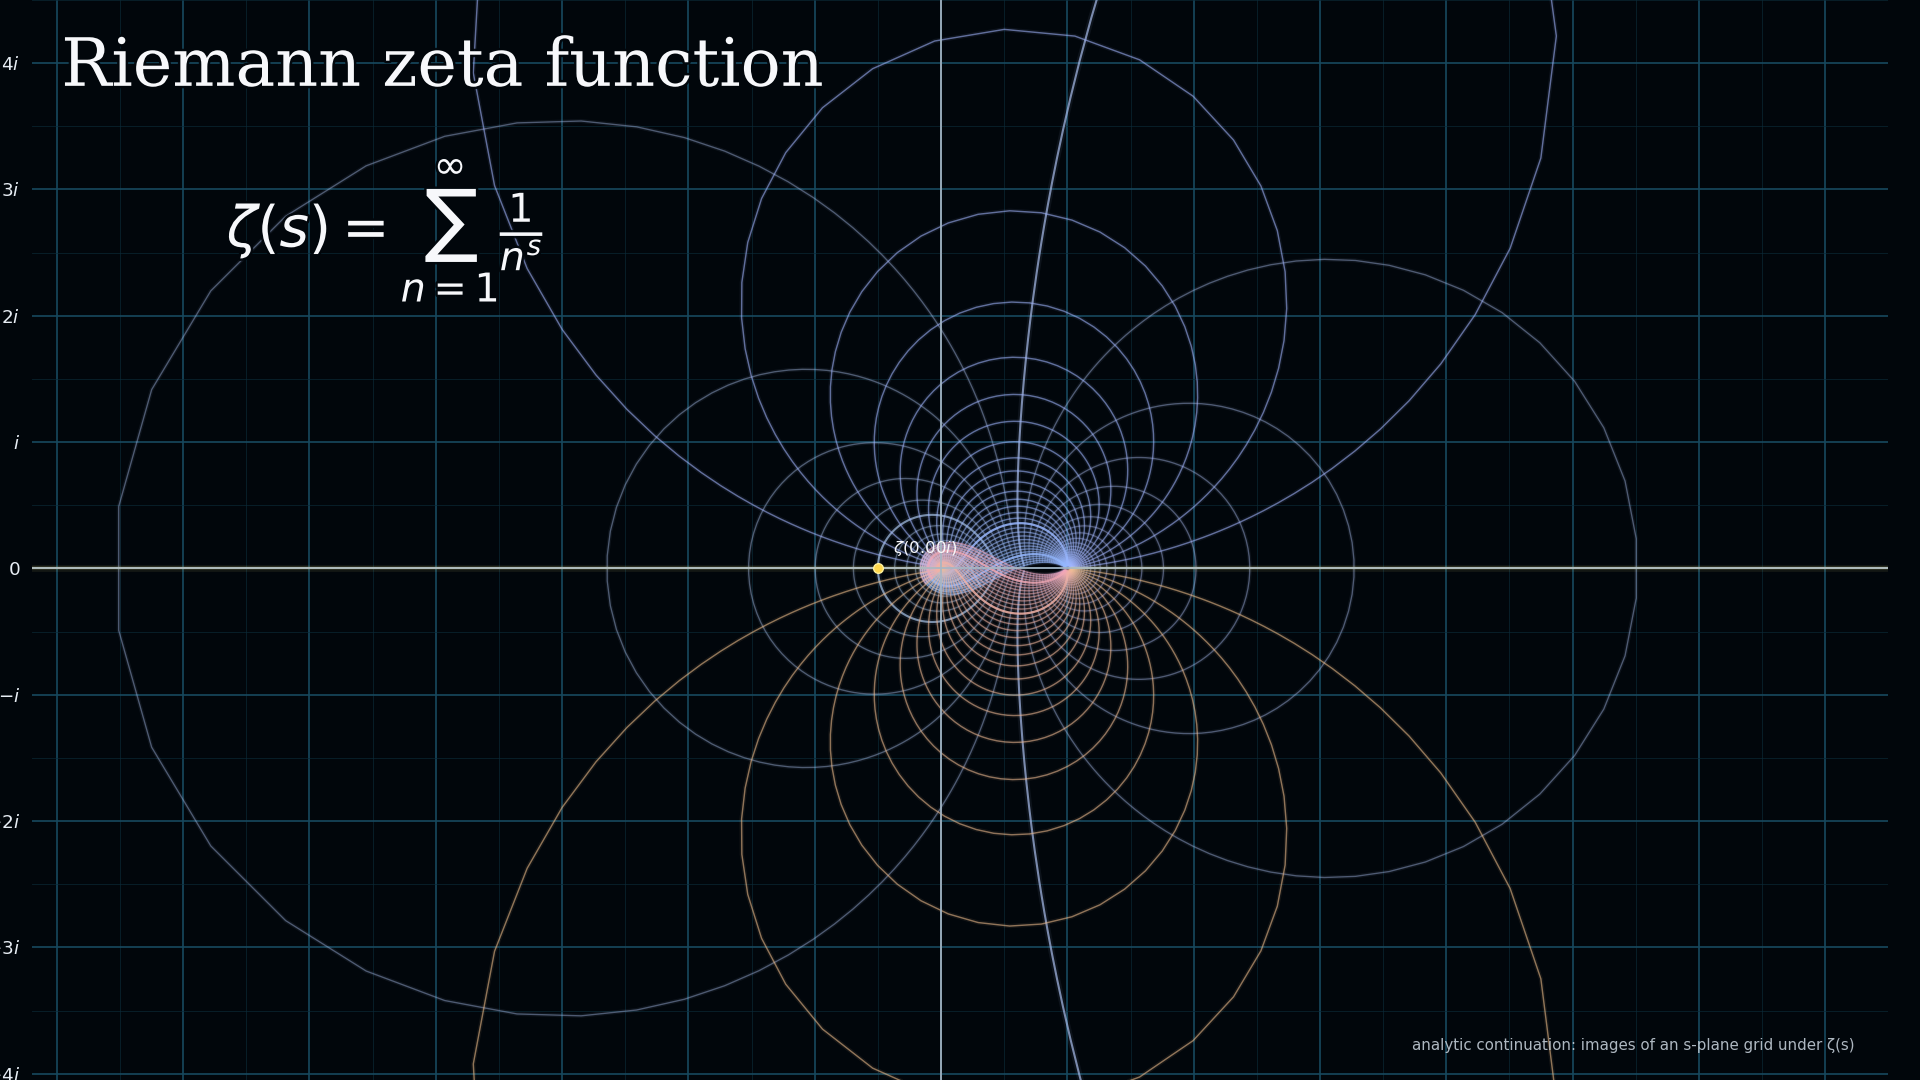 Riemann zeta function
ζ(s) = ∑_{n=1}^{∞} 1/n^s
4i
3i
2i
i
ζ(0.00i)
0
−i
2i
3i
analytic continuation: images of an s-plane grid under ζ(s)
4i